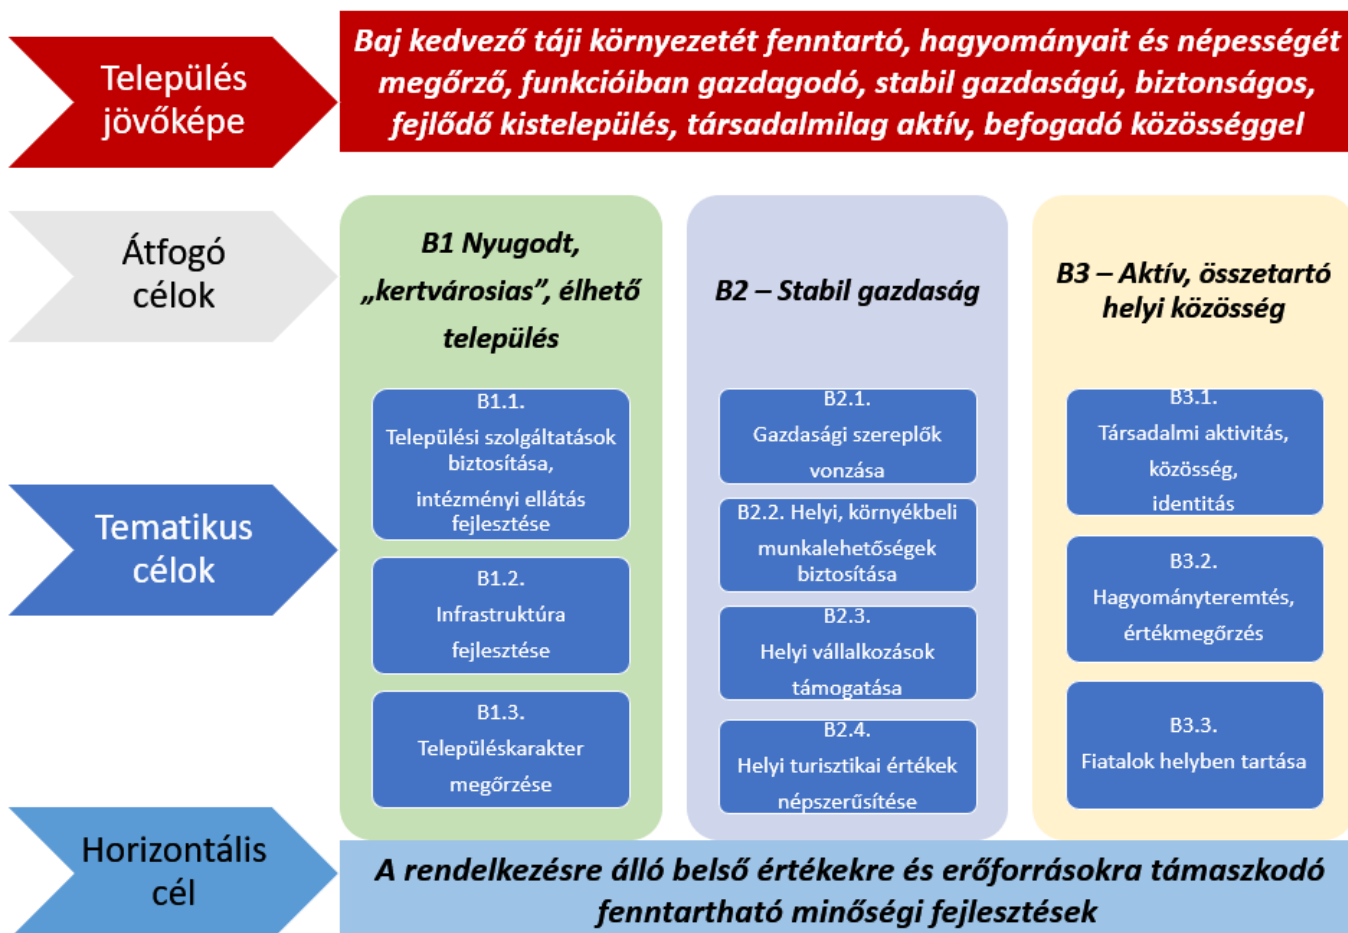 Település
jövőképe
Baj kedvező táji környezetét fenntartó, hagyományait és népességét
megőrző, funkcióiban gazdagodó, stabil gazdaságú, biztonságos,
fejlődő kistelepülés, társadalmilag aktív, befogadó közösséggel
Átfogó
célok
B1 Nyugodt,
„kertvárosias”, élhető
település
B2 – Stabil gazdaság
B3 – Aktív, összetartó
helyi közösség
Tematikus
célok
B1.1.
Települési szolgáltatások
biztosítása,
intézményi ellátás
fejlesztése
B1.2.
Infrastruktúra
fejlesztése
B1.3.
Településkarakter
megőrzése
B2.1.
Gazdasági szereplők
vonzása
B2.2. Helyi, környékbeli
munkalehetőségek
biztosítása
B2.3.
Helyi vállalkozások
támogatása
B2.4.
Helyi turisztikai értékek
népszerűsítése
B3.1.
Társadalmi aktivitás,
közösség,
identitás
B3.2.
Hagyományteremtés,
értékmegőrzés
B3.3.
Fiatalok helyben tartása
Horizontális
cél
A rendelkezésre álló belső értékekre és erőforrásokra támaszkodó
fenntartható minőségi fejlesztések